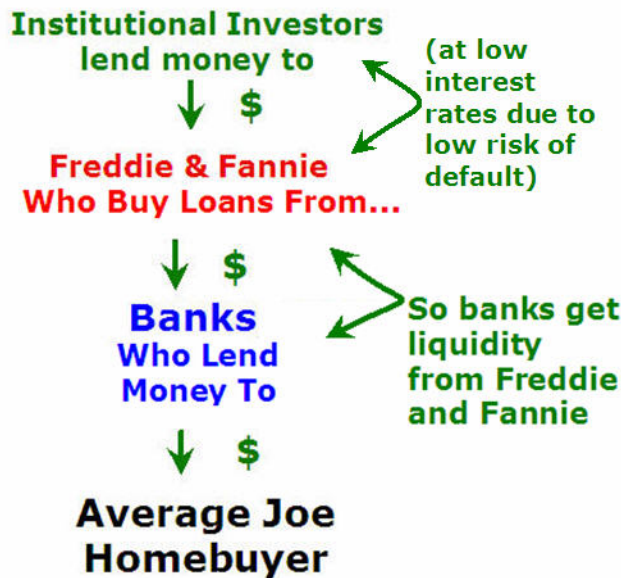 Institutional Investors
lend money to
(at low
interest
rates due to
low risk of
default)
$
Freddie & Fannie
Who Buy Loans From...
$
Banks
Who Lend
Money To
So banks get
liquidity
from Freddie
and Fannie
$
Average Joe
Homebuyer